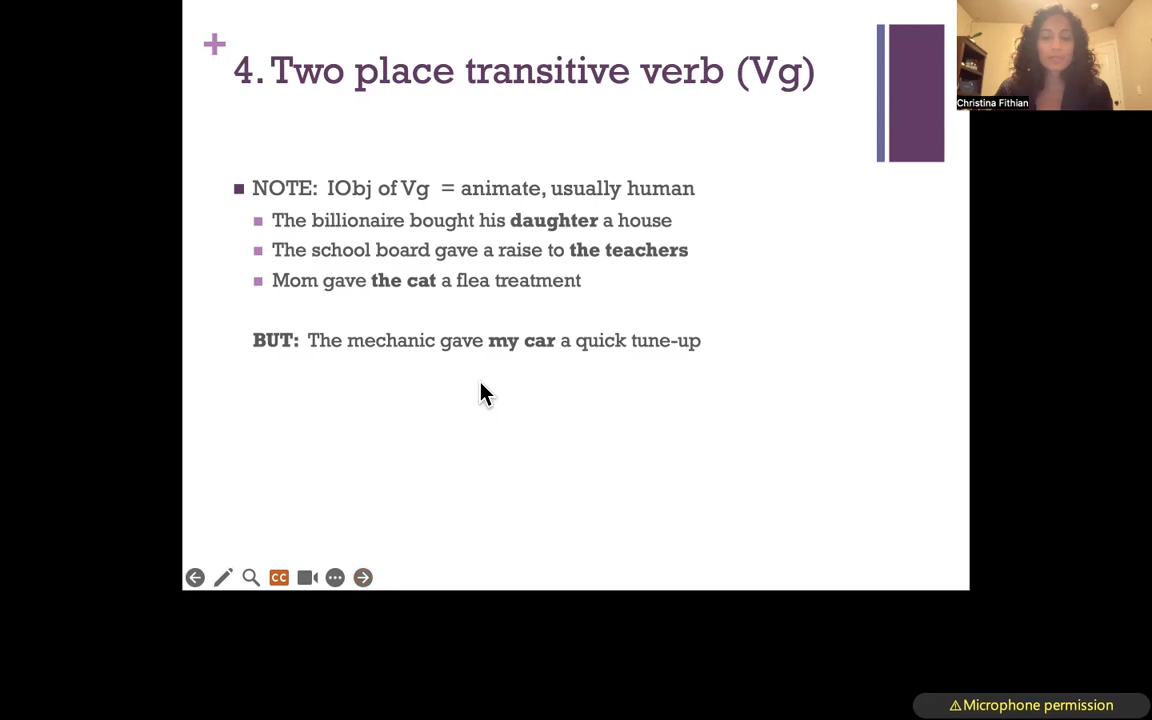 +
4. Two place transitive verb (Vg)
Christina Fithian
NOTE: IObj of Vg = animate, usually human
The billionaire bought his daughter a house
The school board gave a raise to the teachers
Mom gave the cat a flea treatment
BUT: The mechanic gave my car a quick tune-up
CC
⚠Microphone permission